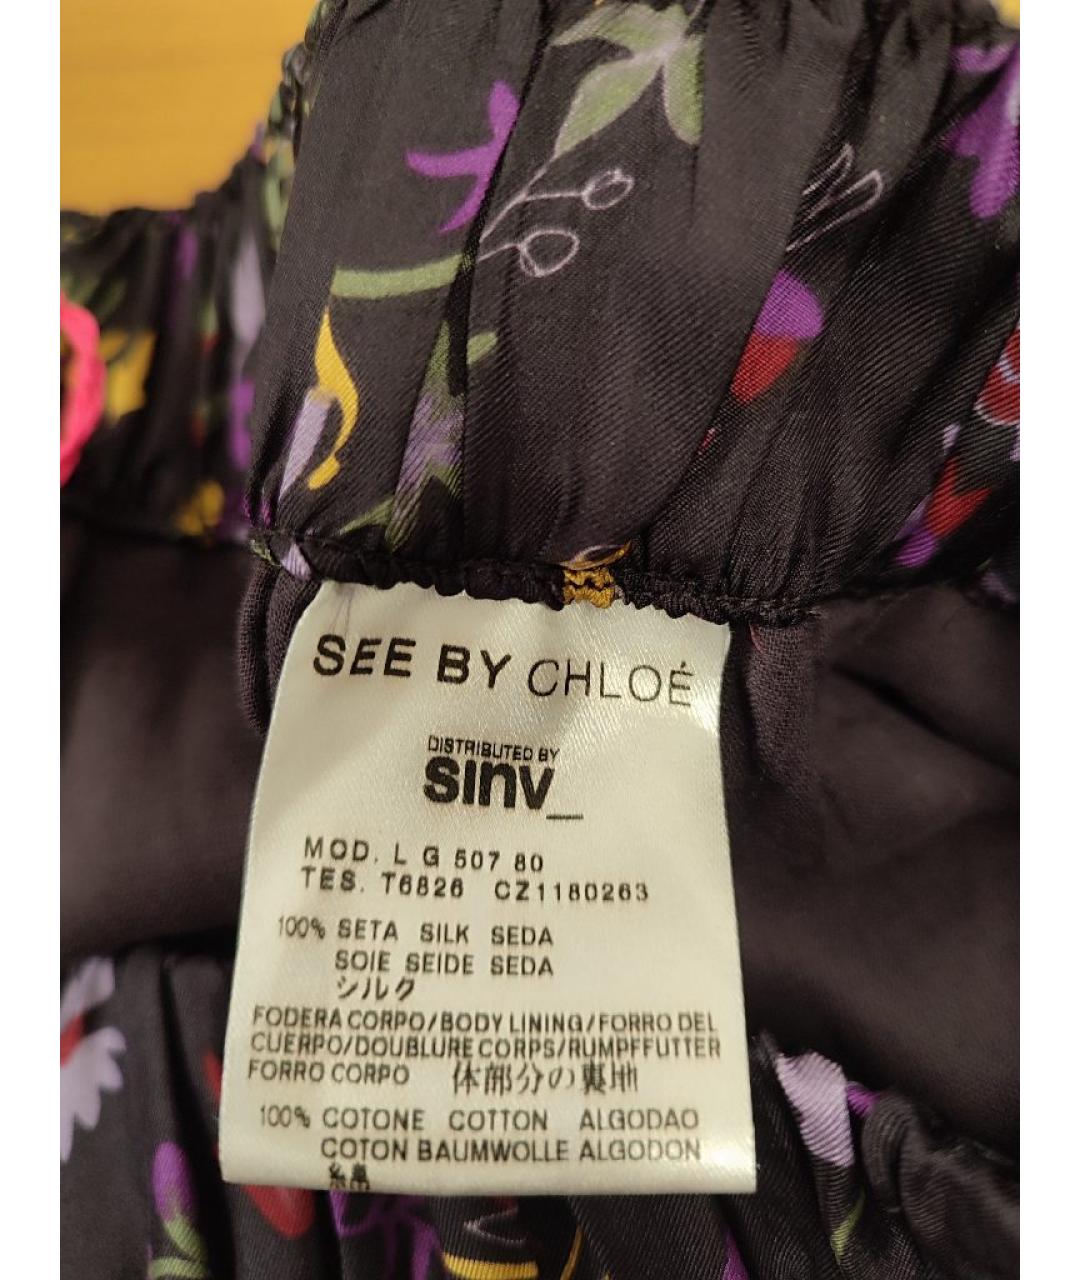 SEE BY CHLOÉ
DISTRIBUTED BY
sinv_
MOD. L G 507 80
TES. T6826 CZ1180263
100% SETA SILK SEDA
SOIE SEIDE SEDA
シルク
FODERA CORPO/BODY LINING/FORRO DEL
CUERPO/DOUBLURE CORPS/RUMPFFUTTER
FORRO CORPO 体部分の裏地
100% COTONE COTTON ALGODAO
COTON BAUMWOLLE ALGODON